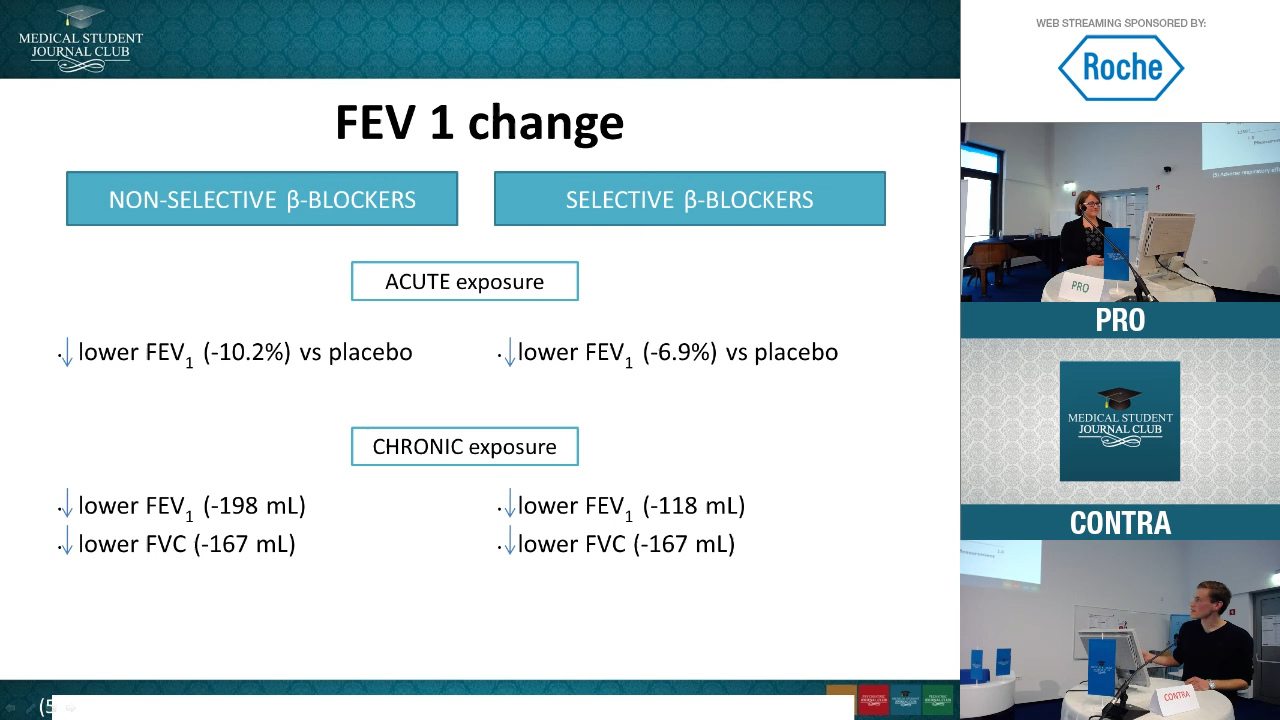 MEDICAL STUDENT
JOURNAL CLUB
FEV 1 change
NON-SELECTIVE β-BLOCKERS
SELECTIVE β-BLOCKERS
ACUTE exposure
lower FEV1 (-10.2%) vs placebo
lower FEV1 (-6.9%) vs placebo
CHRONIC exposure
lower FEV1 (-198 mL)
lower FVC (-167 mL)
lower FEV1 (-118 mL)
lower FVC (-167 mL)
(5
WEB STREAMING SPONSORED BY:
Roche
PRO
PRO
MEDICAL STUDENT
JOURNAL CLUB
CONTRA
CONTRA